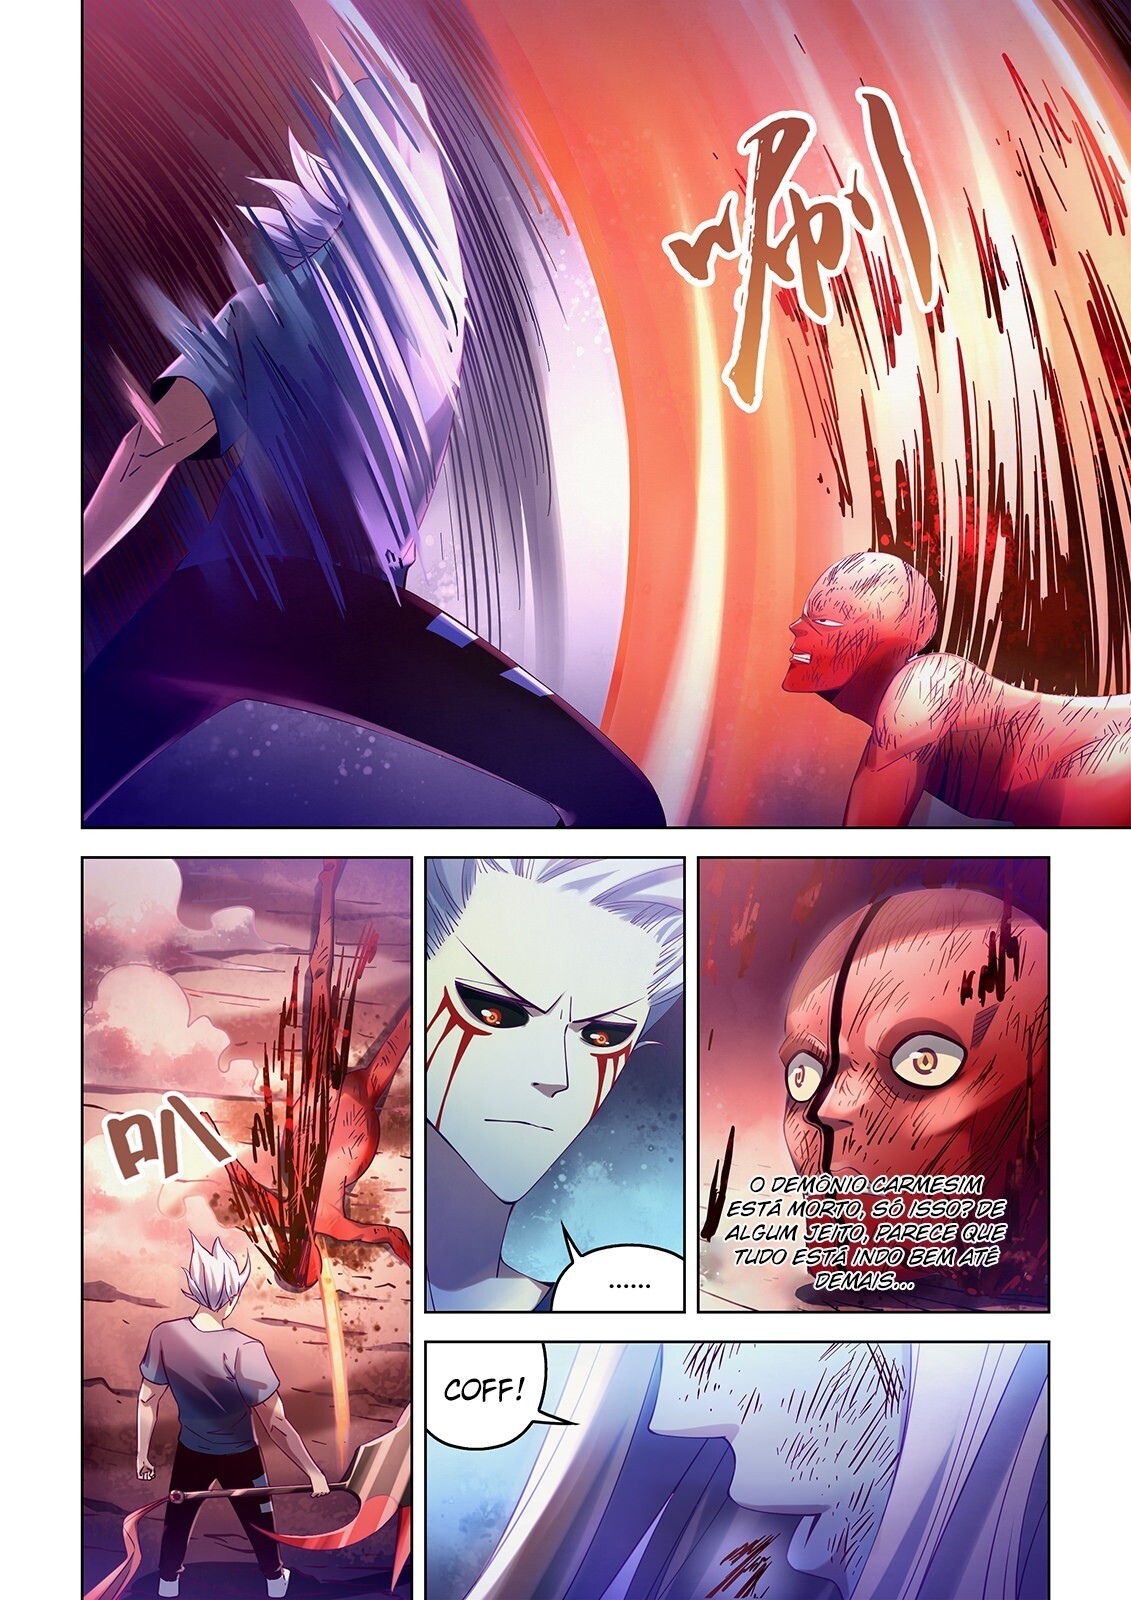 唰
叭
......
O DEMÔNIO CARMESIM
ESTÁ MORTO, SÓ ISSO? DE
ALGUM JEITO, PARECE QUE
TUDO ESTÁ INDO BEM ATÉ
DEMAIS...
COFF!